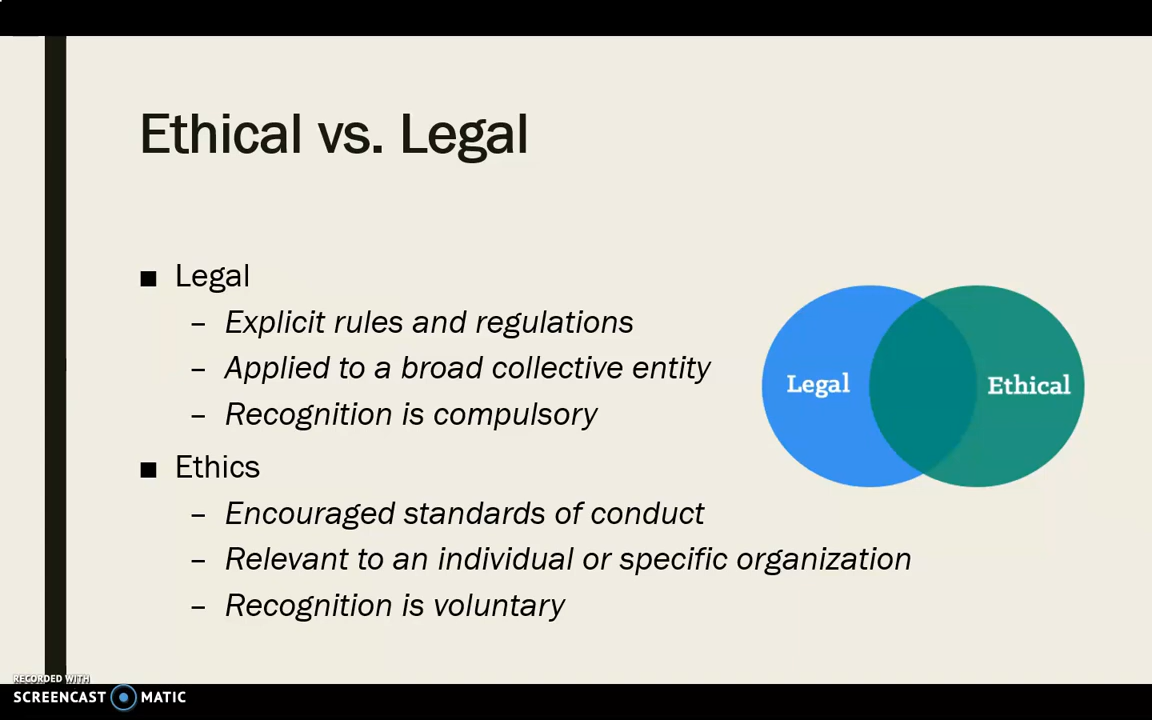 Ethical vs. Legal
■ Legal
– Explicit rules and regulations
– Applied to a broad collective entity
– Recognition is compulsory
■ Ethics
– Encouraged standards of conduct
– Relevant to an individual or specific organization
– Recognition is voluntary
Legal
Ethical
RECORDED WITH
SCREENCAST MATIC